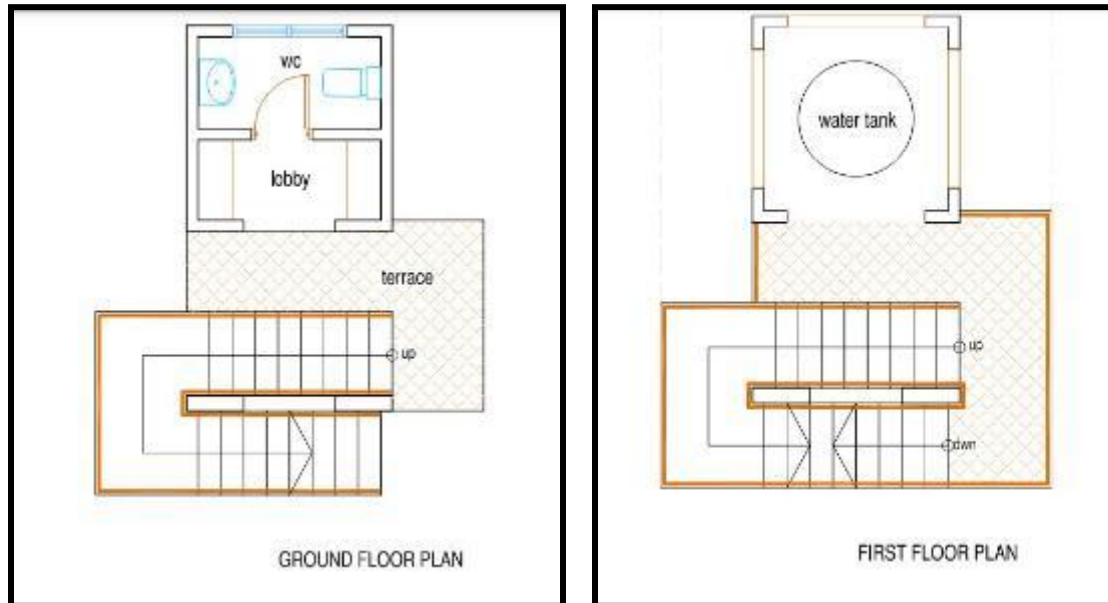 wc
lobby
terrace
up
GROUND FLOOR PLAN
water tank
up
dwn
FIRST FLOOR PLAN